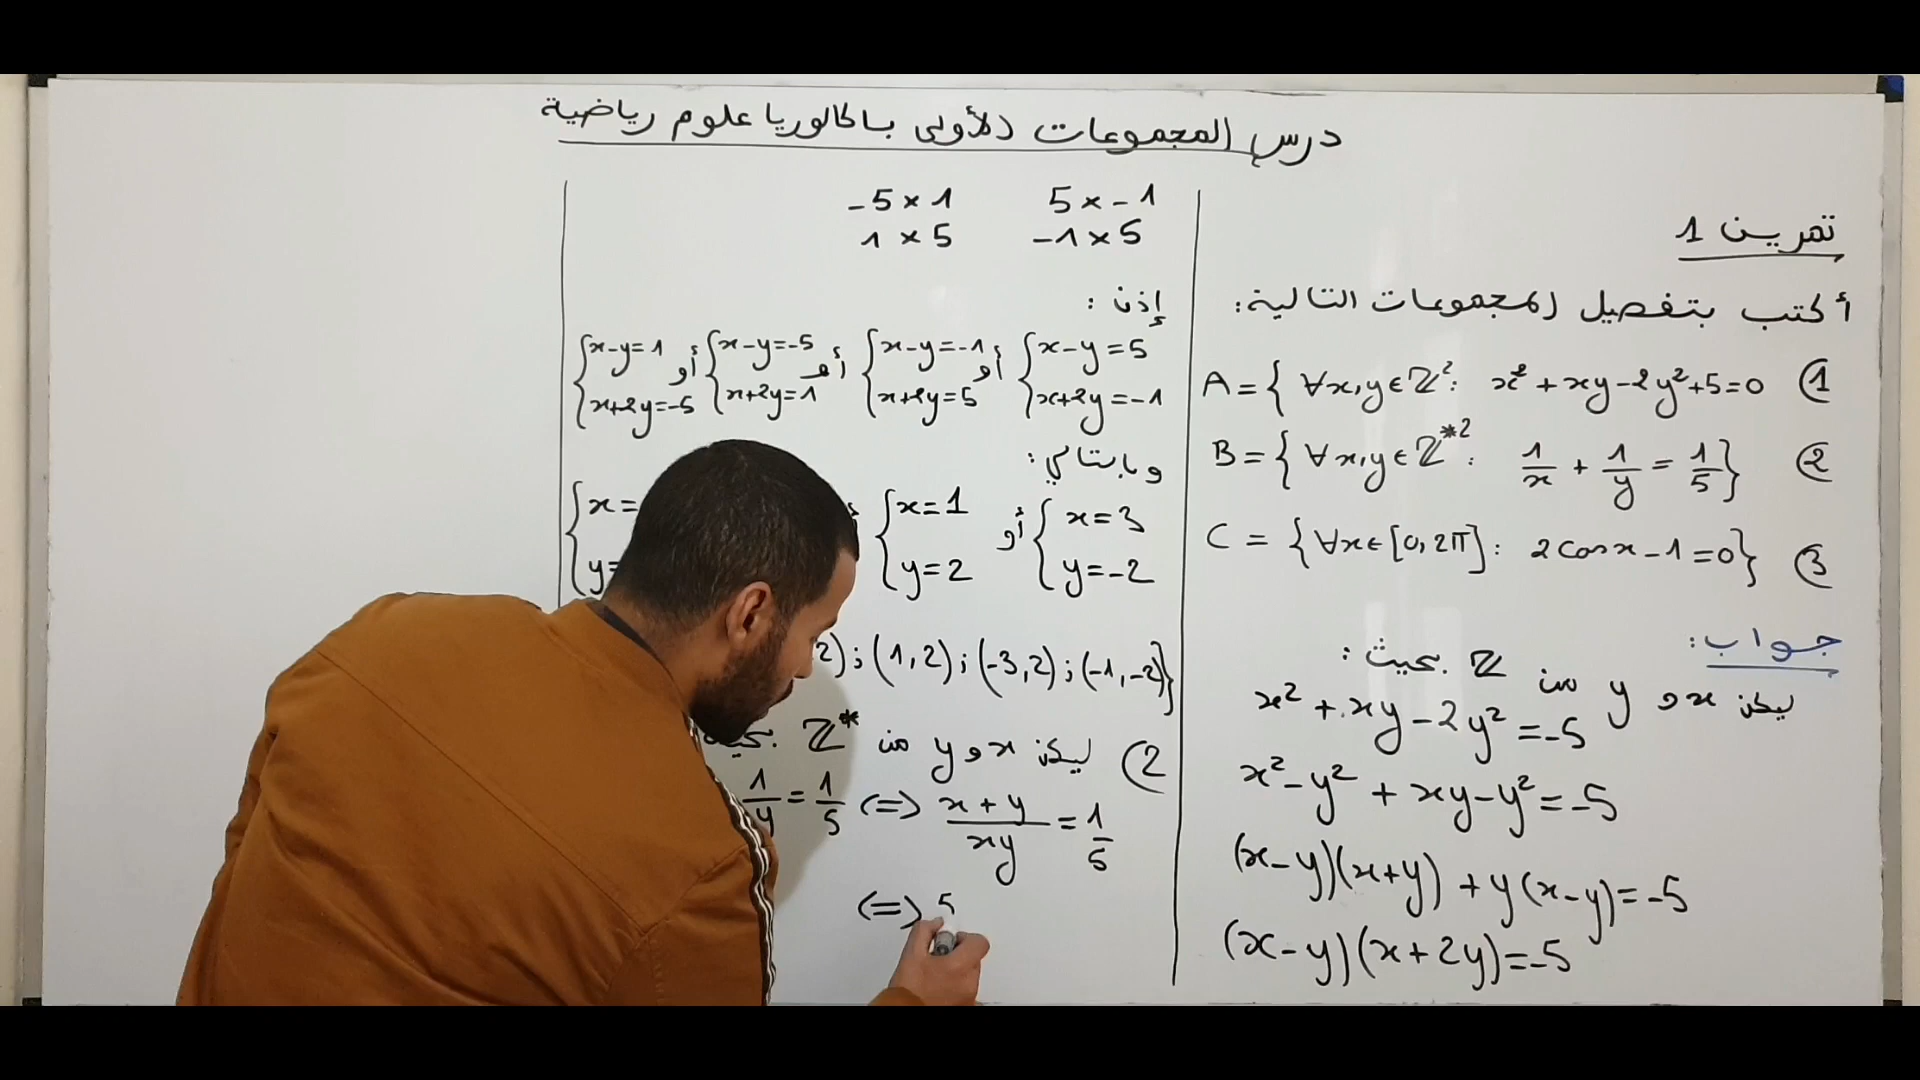 درس المجموعات الأولى باكالوريا علوم رياضية
تمرين 1
أكتب بتفصيل المجموعات التالية:
① A = { ∀x,y ∈ ℤ²: x² + xy - 2y² + 5 = 0
② B = { ∀x,y ∈ ℤ*²: 1/x + 1/y = 1/5 }
③ C = { ∀x ∈ [0, 2π]: 2cosx - 1 = 0 }
جواب:
ليكن x و y من ℤ بحيث:
x² + xy - 2y² = -5
x² - y² + xy - y² = -5
(x - y)(x + y) + y(x - y) = -5
(x - y)(x + 2y) = -5
-5 × 1 5 × -1
1 × 5 -1 × 5
إذن:
{ x - y = 5 أو { x - y = -1 أو { x - y = -5 أو { x - y = 1
{ x + 2y = -1 { x + 2y = 5 { x + 2y = 1 { x + 2y = -5
وبالتالي:
{ x = 3 أو { x = 1 { x =
{ y = -2 { y = 2 { y =
2) ; (1, 2) ; (-3, 2) ; (-1, -2) }
② ليكن x و y من ℤ* بحيث
1/y = 1/5 (=) (x + y)/xy = 1/5
(=) 5